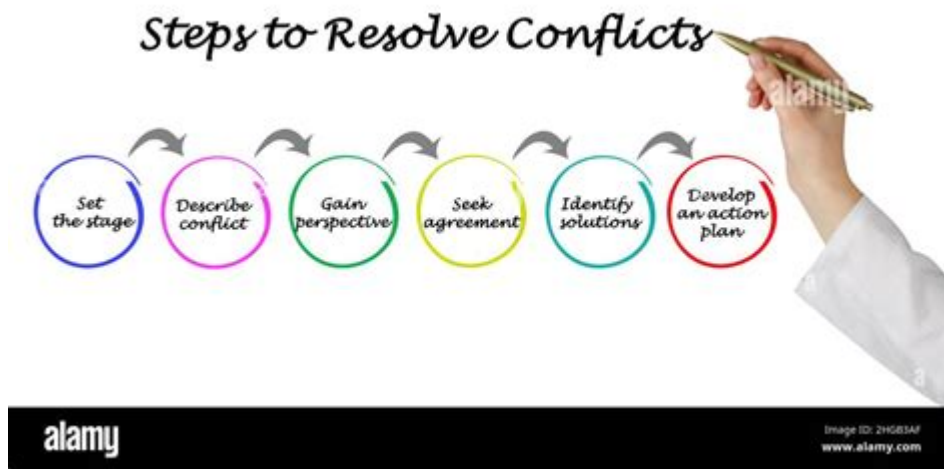 Steps to Resolve Conflicts
alamy
Set
the stage
Describe
conflict
Gain
perspective
Seek
agreement
Identify
solutions
Develop
an action
plan
a
alamy
Image ID: 2HGB3AF
www.alamy.com